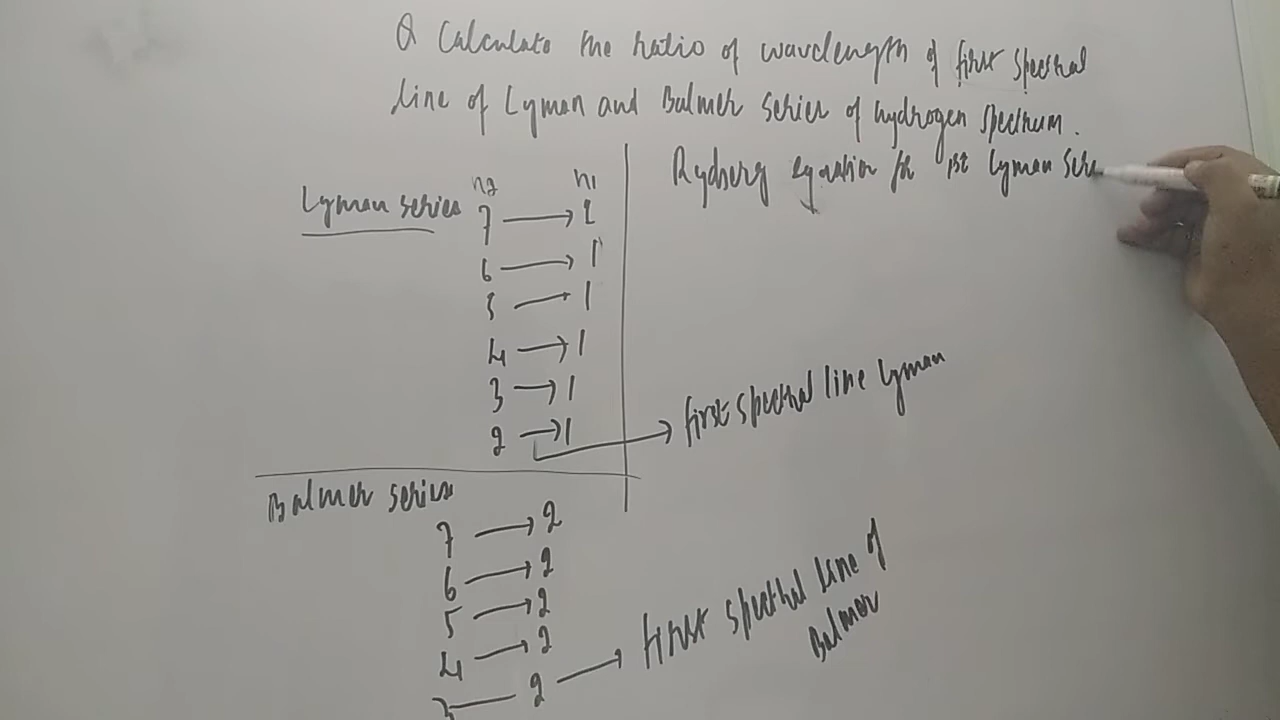 Q Calculate the ratio of wavelength of first spectral
line of Lyman and Balmer series of hydrogen spectrum.
Rydberg equation for 1st Lyman Seri
Lyman series
n2 n1
7 → 1
6 → 1
5 → 1
4 → 1
3 → 1
2 → 1 → first spectral line Lyman
Balmer series
7 → 2
6 → 2
5 → 2
4 → 2
3 — 2 → first spectral line of
Balmer